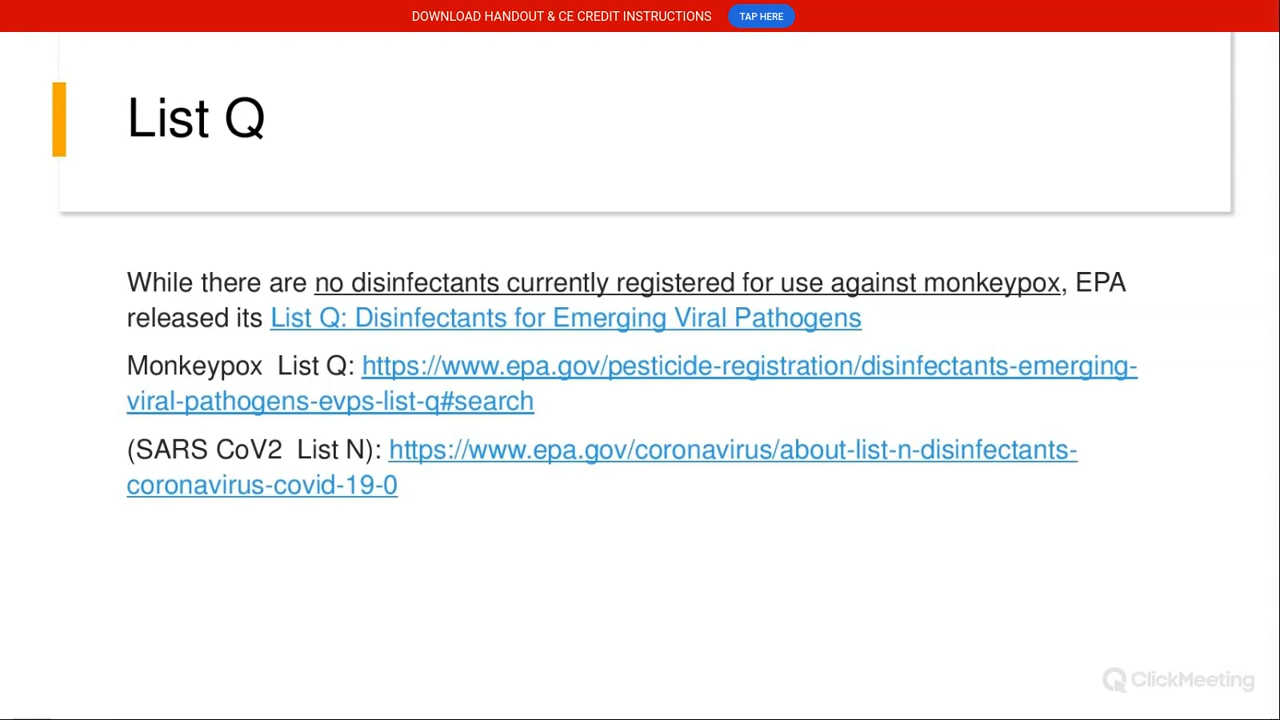 DOWNLOAD HANDOUT & CE CREDIT INSTRUCTIONS TAP HERE
List Q
While there are no disinfectants currently registered for use against monkeypox, EPA
released its List Q: Disinfectants for Emerging Viral Pathogens
Monkeypox List Q: https://www.epa.gov/pesticide-registration/disinfectants-emerging-
viral-pathogens-evps-list-q#search
(SARS CoV2 List N): https://www.epa.gov/coronavirus/about-list-n-disinfectants-
coronavirus-covid-19-0
ClickMeeting